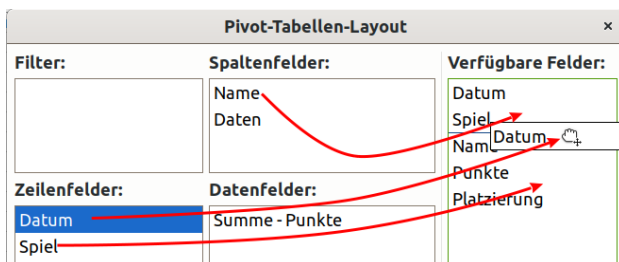 Pivot-Tabellen-Layout
×
Filter:
Spaltenfelder:
Name
Daten
Verfügbare Felder:
Datum
Spiel
Datum
Name
Punkte
Platzierung
Zeilenfelder:
Datum
Spiel
Datenfelder:
Summe - Punkte